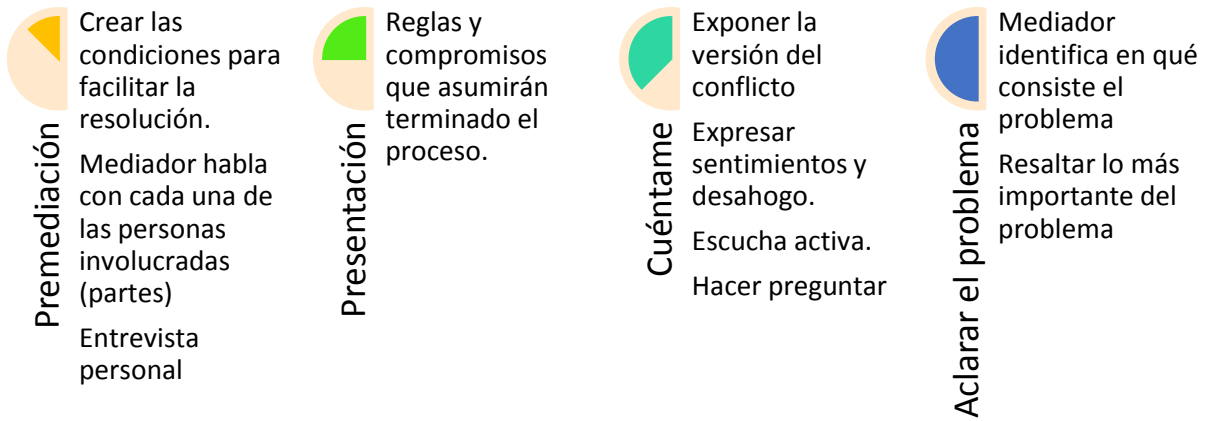 Premediación
Crear las
condiciones para
facilitar la
resolución.
Mediador habla
con cada una de
las personas
involucradas
(partes)
Entrevista
personal
Presentación
Reglas y
compromisos
que asumirán
terminado el
proceso.
Cuéntame
Exponer la
versión del
conflicto
Expresar
sentimientos y
desahogo.
Escucha activa.
Hacer preguntar
Aclarar el problema
Mediador
identifica en qué
consiste el
problema
Resaltar lo más
importante del
problema